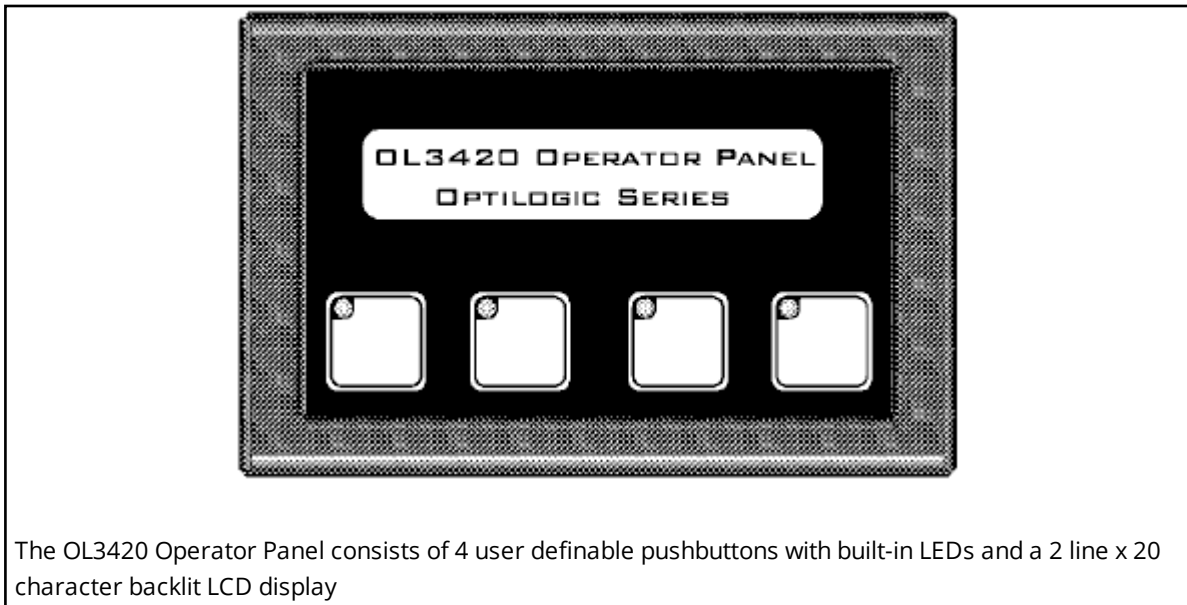 OL3420 OPERATOR PANEL
OPTILOGIC SERIES
The OL3420 Operator Panel consists of 4 user definable pushbuttons with built-in LEDs and a 2 line x 20
character backlit LCD display